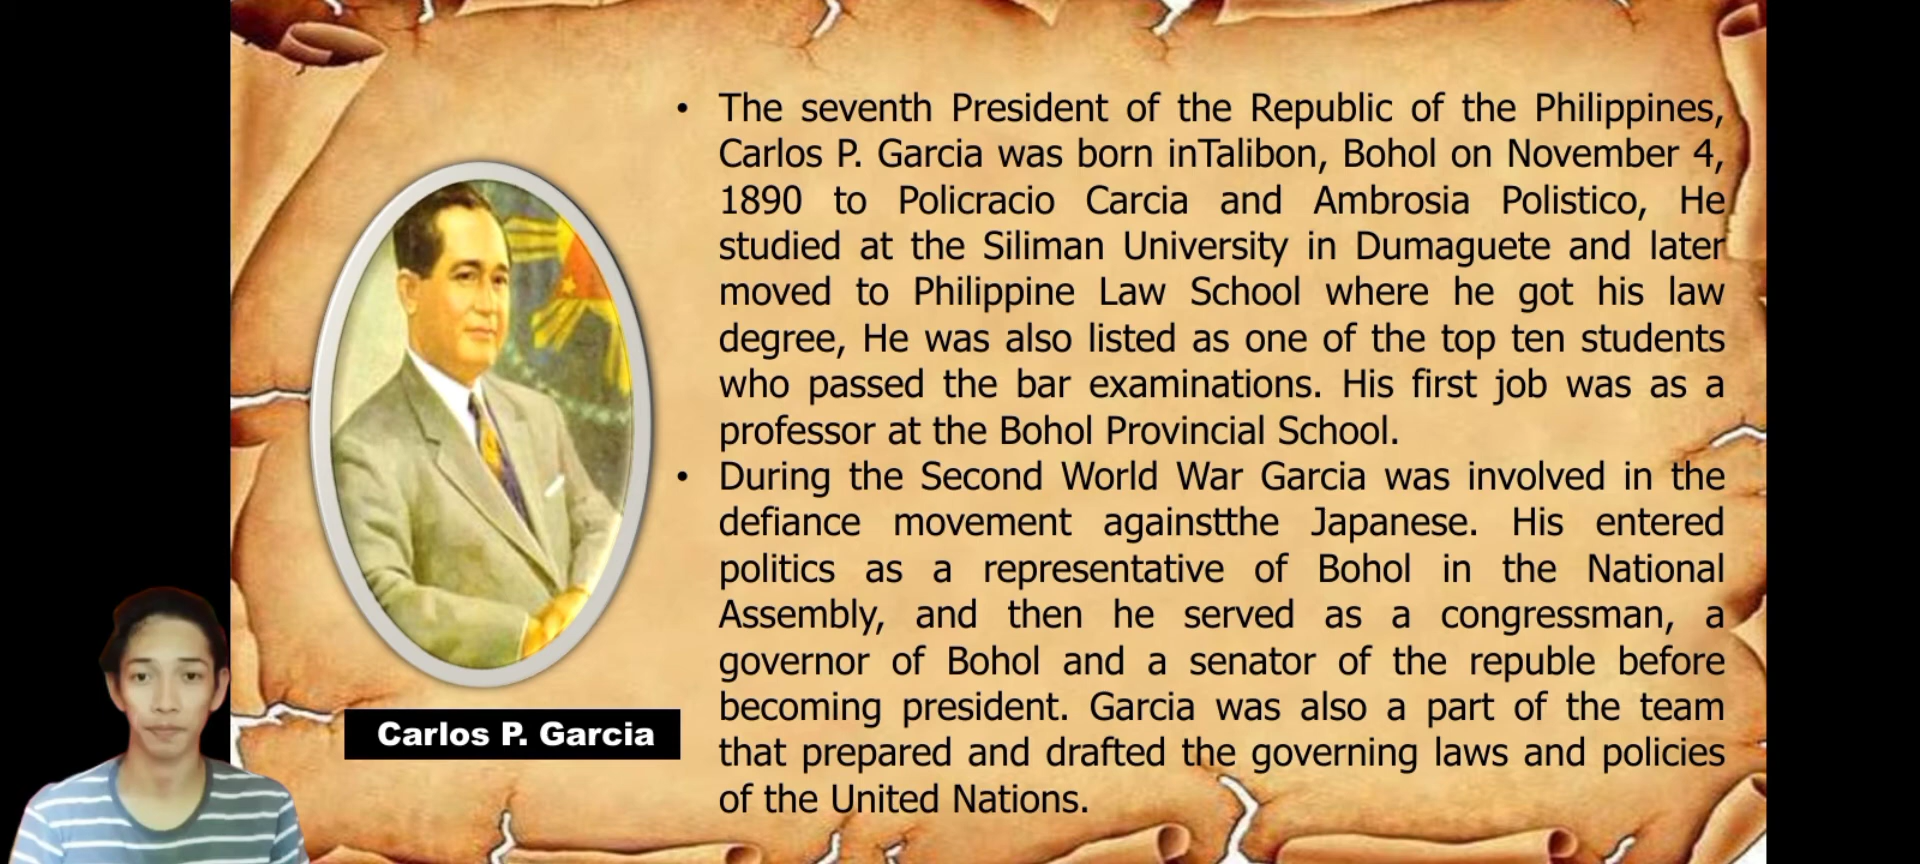 • The seventh President of the Republic of the Philippines,
Carlos P. Garcia was born inTalibon, Bohol on November 4,
1890 to Policracio Carcia and Ambrosia Polistico, He
studied at the Siliman University in Dumaguete and later
moved to Philippine Law School where he got his law
degree, He was also listed as one of the top ten students
who passed the bar examinations. His first job was as a
professor at the Bohol Provincial School.
• During the Second World War Garcia was involved in the
defiance movement againstthe Japanese. His entered
politics as a representative of Bohol in the National
Assembly, and then he served as a congressman, a
governor of Bohol and a senator of the republe before
becoming president. Garcia was also a part of the team
that prepared and drafted the governing laws and policies
of the United Nations.
Carlos P. Garcia